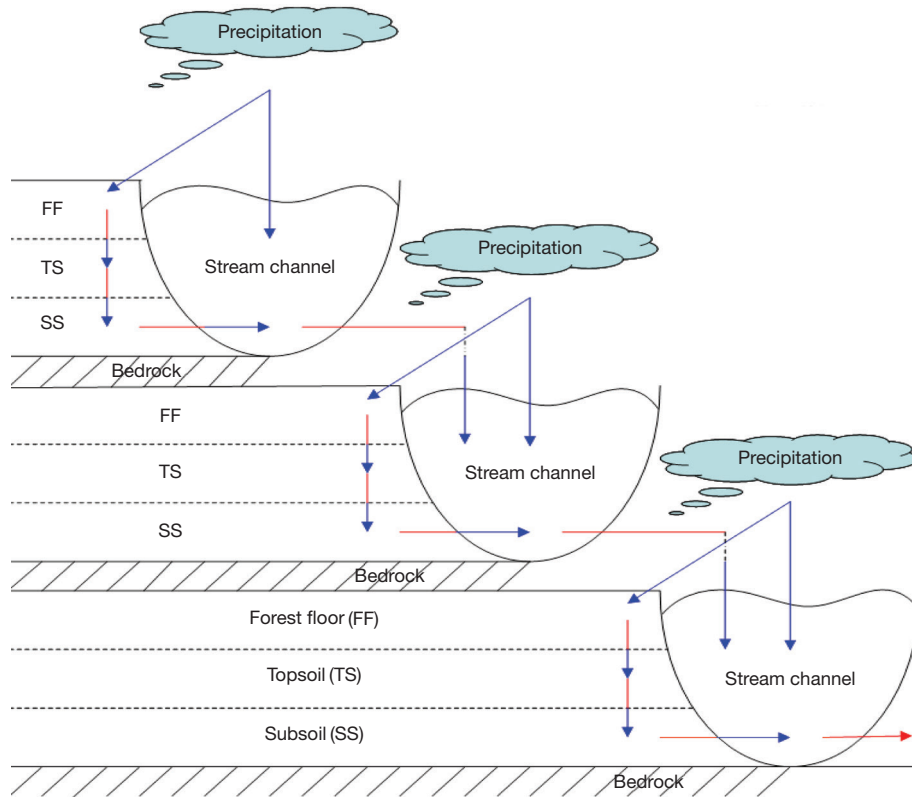 Precipitation
FF
TS
Stream channel
SS
Bedrock
Precipitation
FF
TS
Stream channel
SS
Bedrock
Precipitation
Forest floor (FF)
Topsoil (TS)
Stream channel
Subsoil (SS)
Bedrock